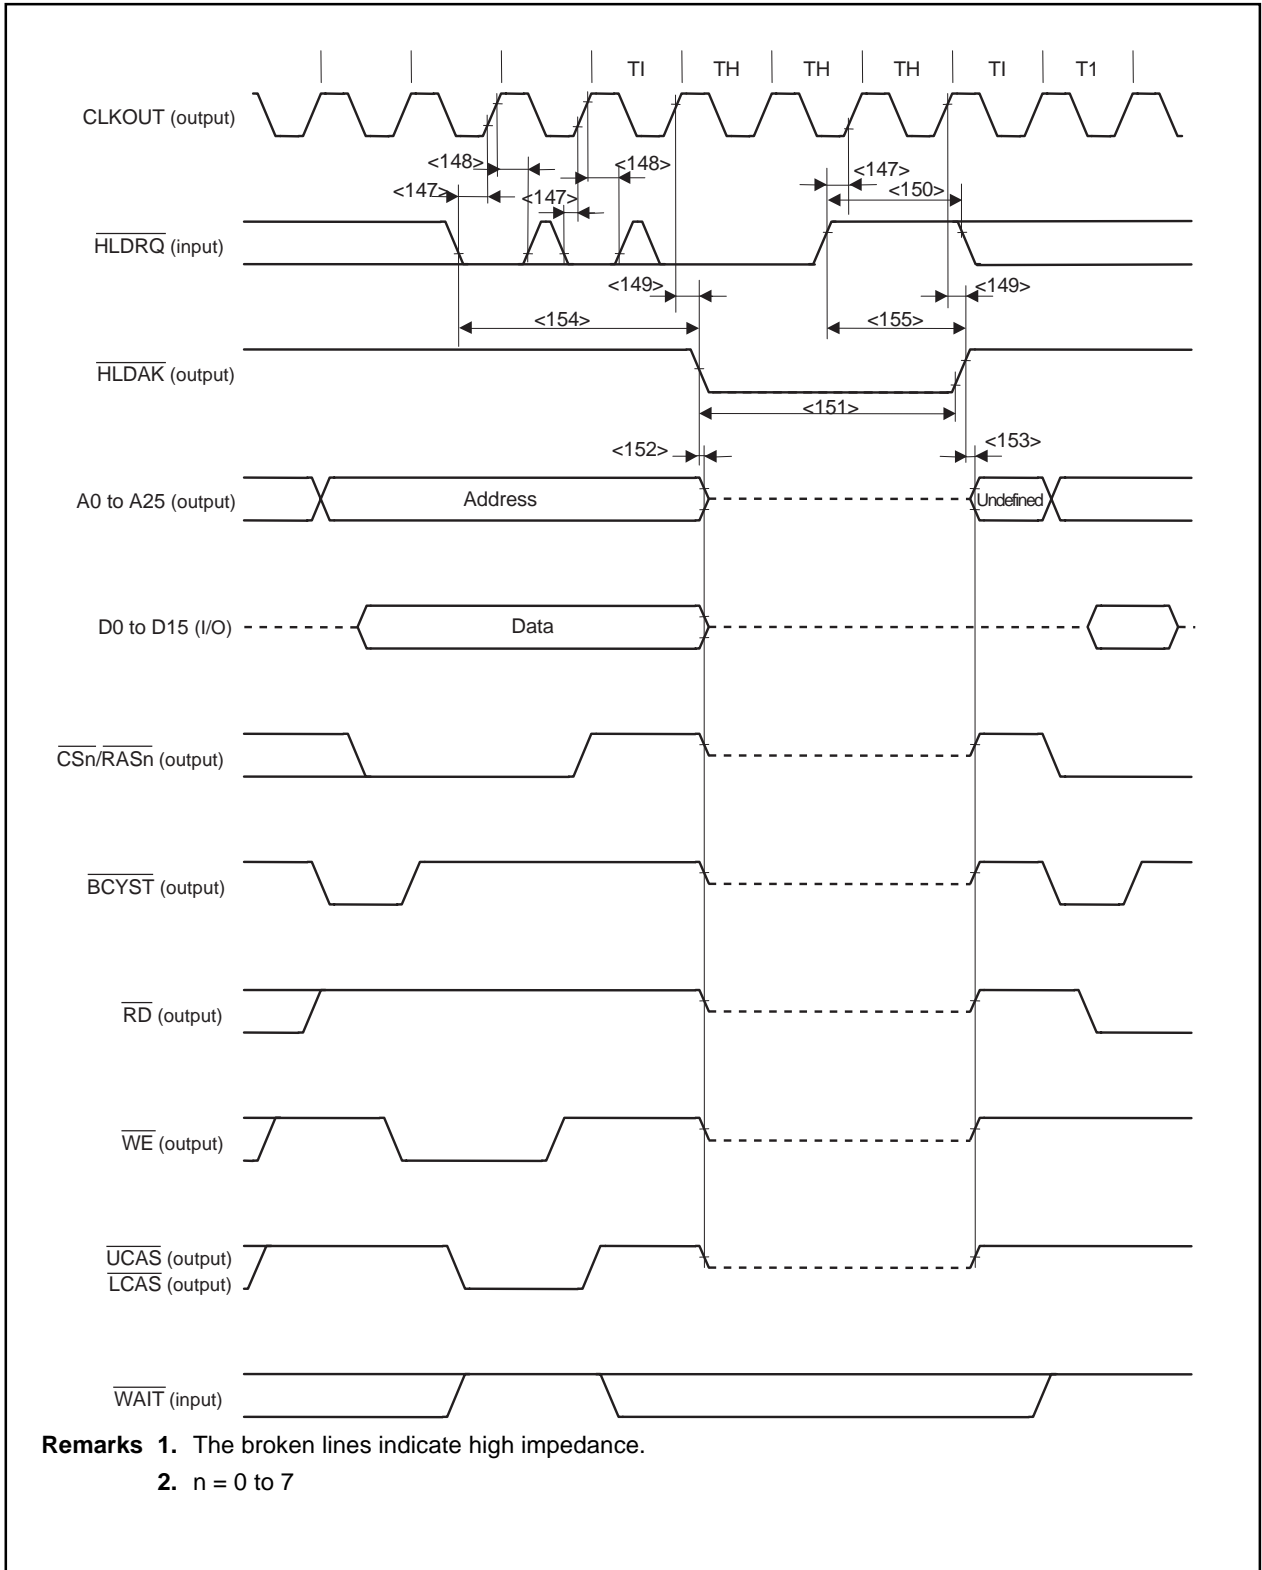 TI TH TH TH TI T1
CLKOUT (output)
<148> <148> <147>
<147> <147> <150>
HLDRQ (input)
<149> <149>
<154> <155>
HLDAK (output)
<151>
<152> <153>
A0 to A25 (output) Address Undefined
D0 to D15 (I/O) Data
CSn/RASn (output)
BCYST (output)
RD (output)
WE (output)
UCAS (output)
LCAS (output)
WAIT (input)
Remarks 1. The broken lines indicate high impedance.
2. n = 0 to 7